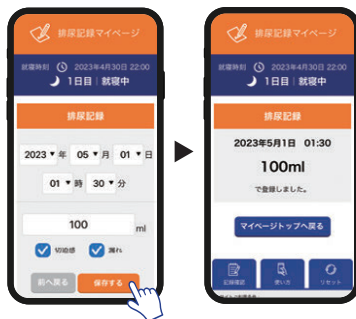 排尿記録マイページ
就寝時刻 2023年4月30日 22:00
1日目 | 就寝中
排尿記録
2023 ▼ 年 05 ▼ 月 01 ▼ 日
01 ▼ 時 30 ▼ 分
100 ml
切迫感 漏れ
前へ戻る 保存する
排尿記録マイページ
就寝時刻 2023年4月30日 22:00
1日目 | 就寝中
排尿記録
2023年5月1日 01:30
100ml
で登録しました。
マイページトップへ戻る
記録確認 使い方 リセット